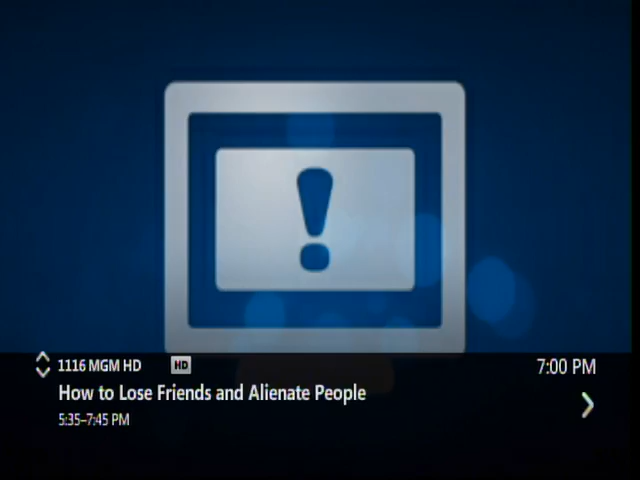 !
1116 MGM HD HD 7:00 PM
How to Lose Friends and Alienate People
5:35–7:45 PM